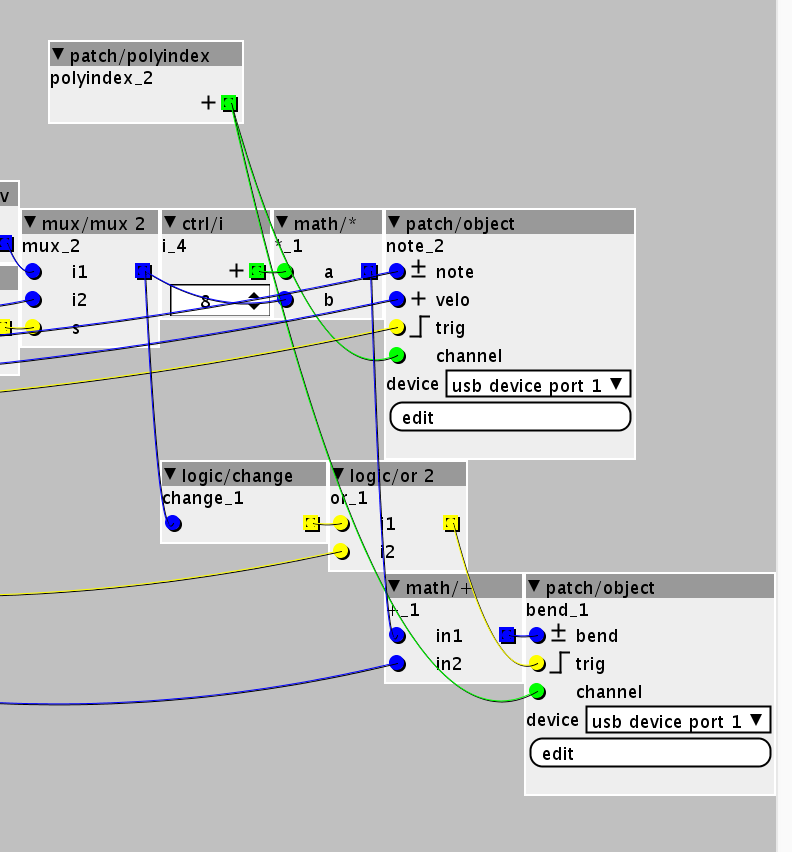 ▼ patch/polyindex
polyindex_2
+
v
▼ mux/mux 2
mux_2
i1
i2
s
▼ ctrl/i
i_4
+
8
▼ math/*
*_1
a
b
▼ patch/object
note_2
± note
+ velo
trig
channel
device usb device port 1 ▼
edit
▼ logic/change
change_1
▼ logic/or 2
or_1
i1
i2
▼ math/+
+_1
in1
in2
▼ patch/object
bend_1
± bend
trig
channel
device usb device port 1 ▼
edit